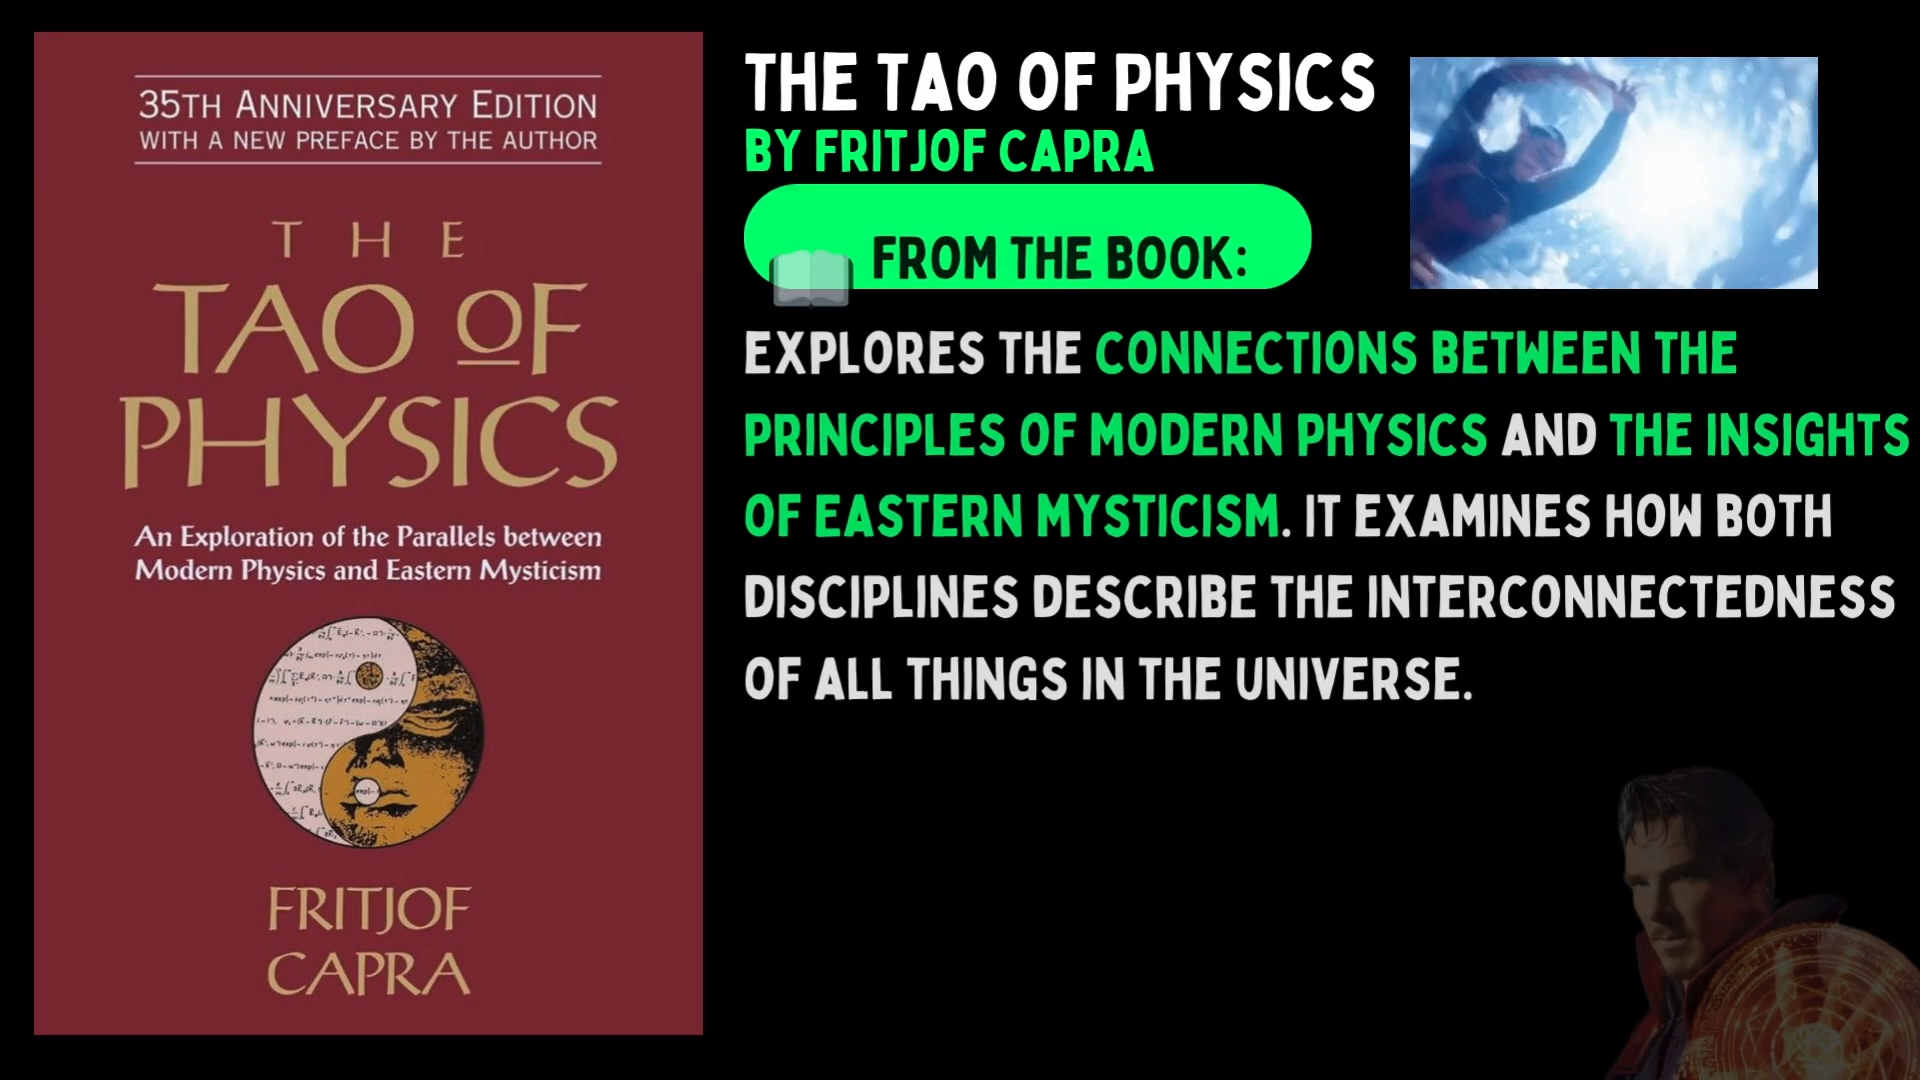 35TH ANNIVERSARY EDITION
WITH A NEW PREFACE BY THE AUTHOR
THE
TAO OF
PHYSICS
An Exploration of the Parallels between
Modern Physics and Eastern Mysticism
FRITJOF
CAPRA
THE TAO OF PHYSICS
BY FRITJOF CAPRA
FROM THE BOOK:
EXPLORES THE CONNECTIONS BETWEEN THE
PRINCIPLES OF MODERN PHYSICS AND THE INSIGHTS
OF EASTERN MYSTICISM. IT EXAMINES HOW BOTH
DISCIPLINES DESCRIBE THE INTERCONNECTEDNESS
OF ALL THINGS IN THE UNIVERSE.